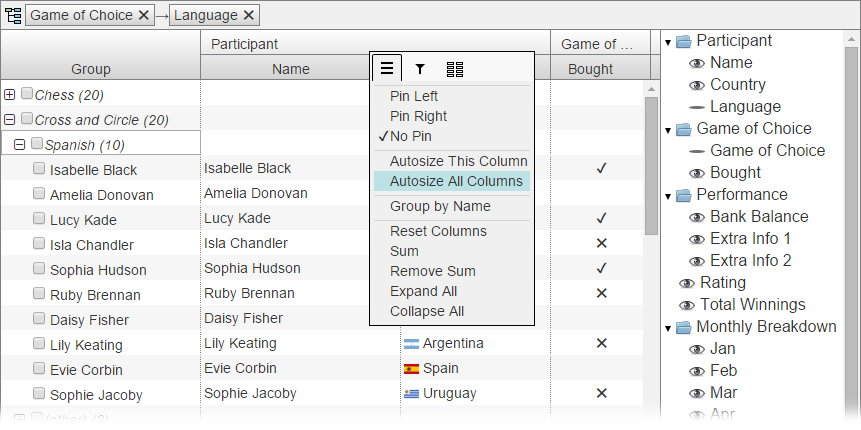 Game of Choice ✕ → Language ✕
Participant
Game of ...
Group
Name
Bought
Chess (20)
Cross and Circle (20)
Spanish (10)
Isabelle Black Isabelle Black ✓
Amelia Donovan Amelia Donovan
Lucy Kade Lucy Kade ✓
Isla Chandler Isla Chandler ✕
Sophia Hudson Sophia Hudson ✓
Ruby Brennan Ruby Brennan ✕
Daisy Fisher Daisy Fisher
Lily Keating Lily Keating Argentina ✕
Evie Corbin Evie Corbin Spain
Sophie Jacoby Sophie Jacoby Uruguay ✕
(other) (8)
Pin Left
Pin Right
✓No Pin
Autosize This Column
Autosize All Columns
Group by Name
Reset Columns
Sum
Remove Sum
Expand All
Collapse All
Participant
Name
Country
Language
Game of Choice
Game of Choice
Bought
Performance
Bank Balance
Extra Info 1
Extra Info 2
Rating
Total Winnings
Monthly Breakdown
Jan
Feb
Mar
Apr